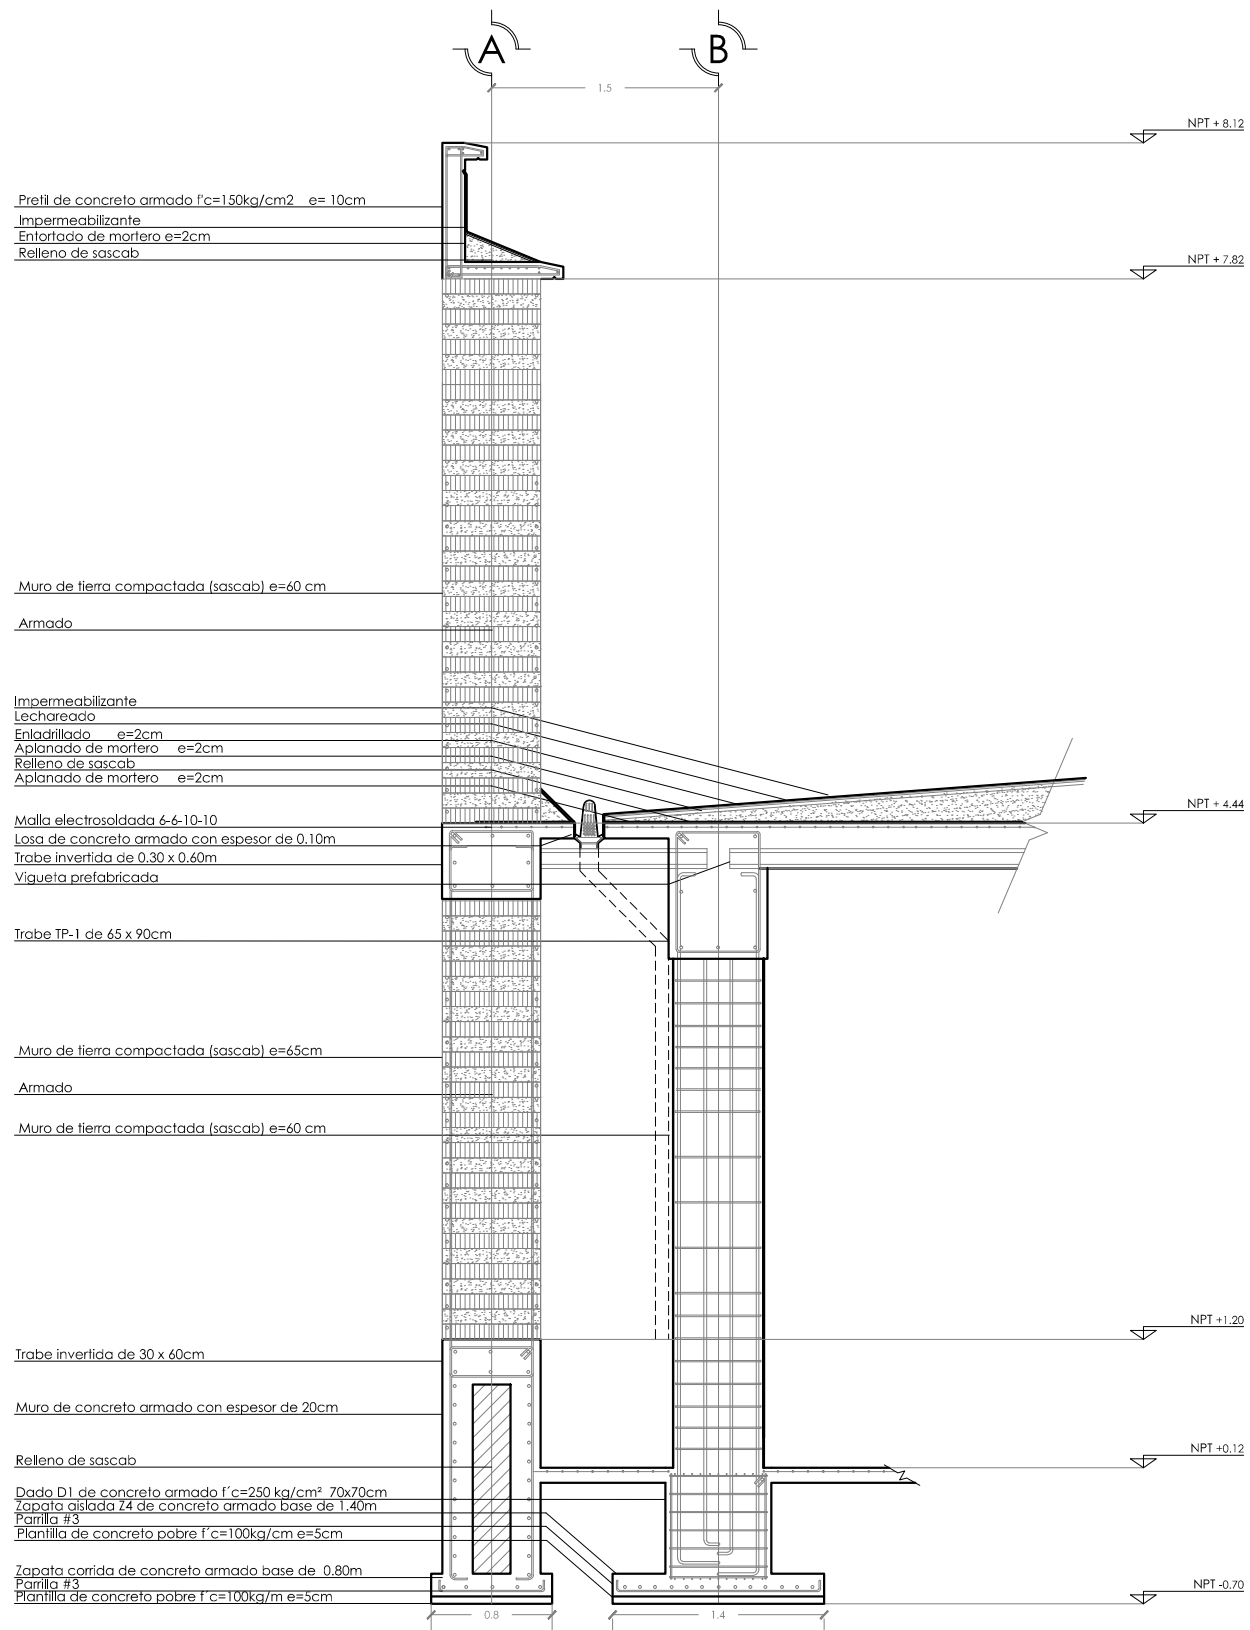 A
B
1.5
NPT + 8.12
Pretil de concreto armado f'c=150kg/cm2 e= 10cm
Impermeabilizante
Entortado de mortero e=2cm
Relleno de sascab
NPT + 7.82
Muro de tierra compactada (sascab) e=60 cm
Armado
Impermeabilizante
Lechareado
Enladrillado e=2cm
Aplanado de mortero e=2cm
Relleno de sascab
Aplanado de mortero e=2cm
NPT + 4.44
Malla electrosoldada 6-6-10-10
Losa de concreto armado con espesor de 0.10m
Trabe invertida de 0.30 x 0.60m
Vigueta prefabricada
Trabe TP-1 de 65 x 90cm
Muro de tierra compactada (sascab) e=65cm
Armado
Muro de tierra compactada (sascab) e=60 cm
NPT +1.20
Trabe invertida de 30 x 60cm
Muro de concreto armado con espesor de 20cm
NPT +0.12
Relleno de sascab
Dado D1 de concreto armado f´c=250 kg/cm² 70x70cm
Zapata aislada Z4 de concreto armado base de 1.40m
Parrilla #3
Plantilla de concreto pobre f´c=100kg/cm e=5cm
Zapata corrida de concreto armado base de 0.80m
Parrilla #3
Plantilla de concreto pobre f´c=100kg/m e=5cm
NPT -0.70
0.8
1.4